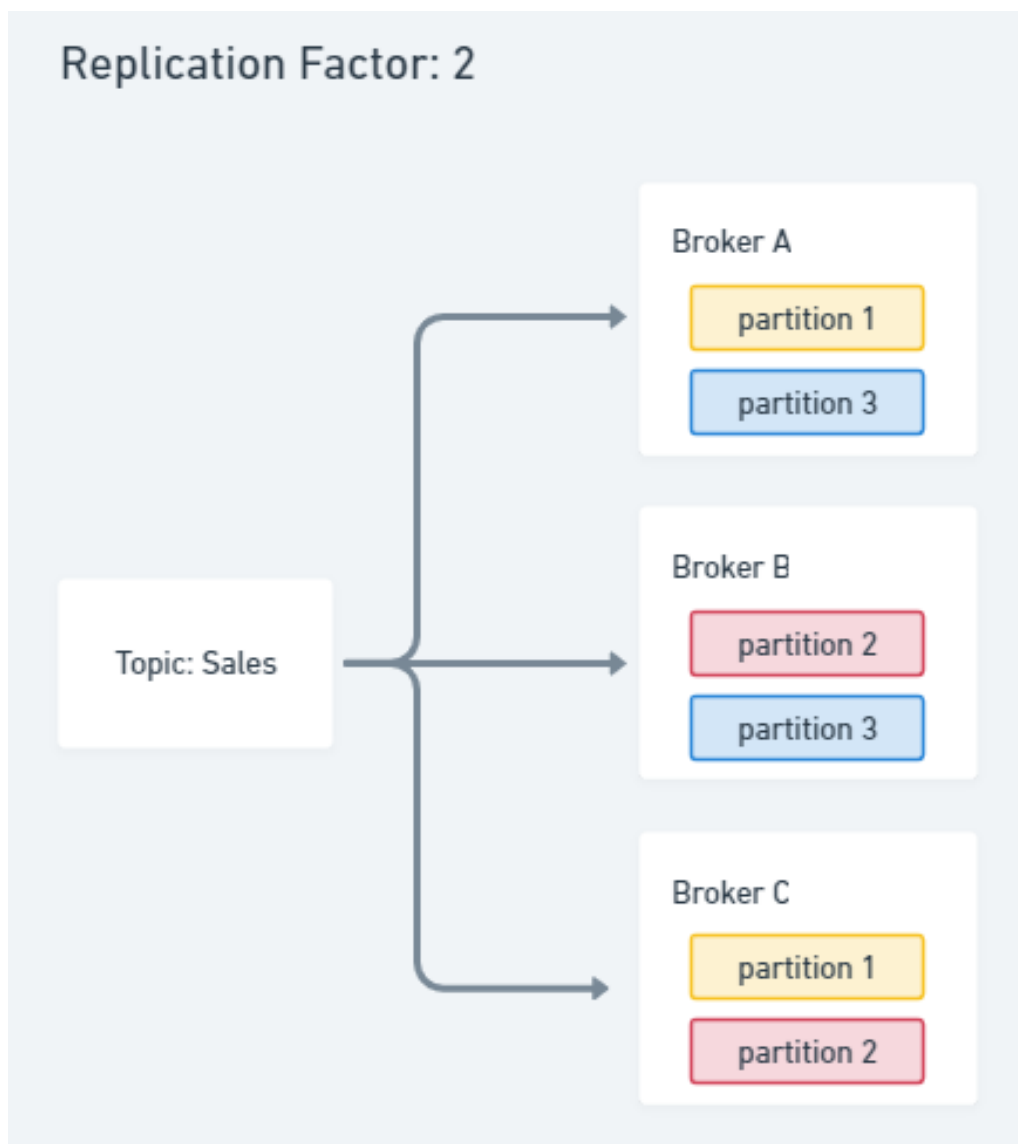 Replication Factor: 2
Broker A
partition 1
partition 3
Topic: Sales
Broker B
partition 2
partition 3
Broker C
partition 1
partition 2